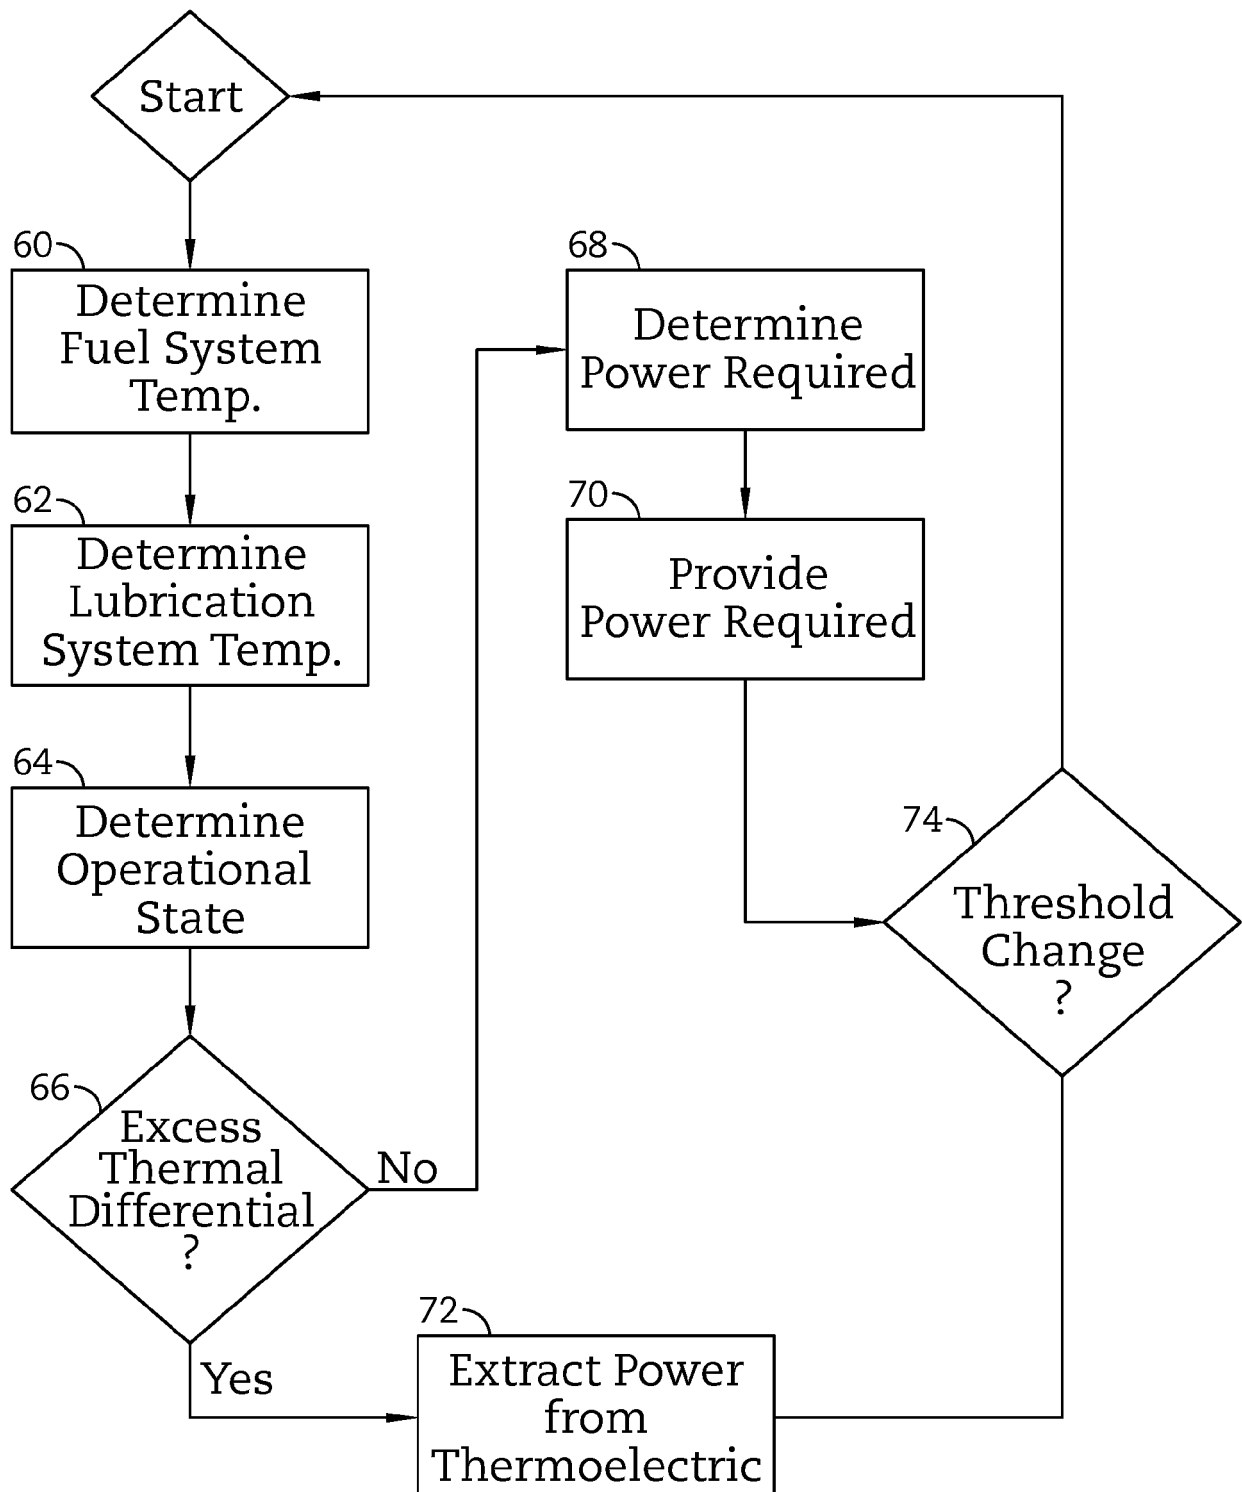 Start
60
Determine
Fuel System
Temp.
62
Determine
Lubrication
System Temp.
64
Determine
Operational
State
66
Excess
Thermal
Differential
?
No
Yes
68
Determine
Power Required
70
Provide
Power Required
72
Extract Power
from
Thermoelectric
74
Threshold
Change
?